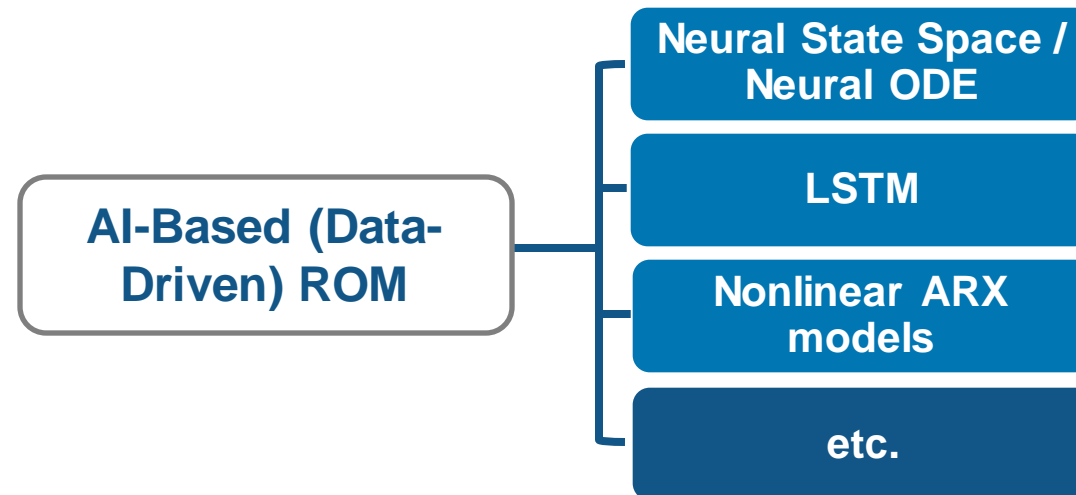 Neural State Space /
Neural ODE
LSTM
AI-Based (Data-
Driven) ROM
Nonlinear ARX
models
etc.